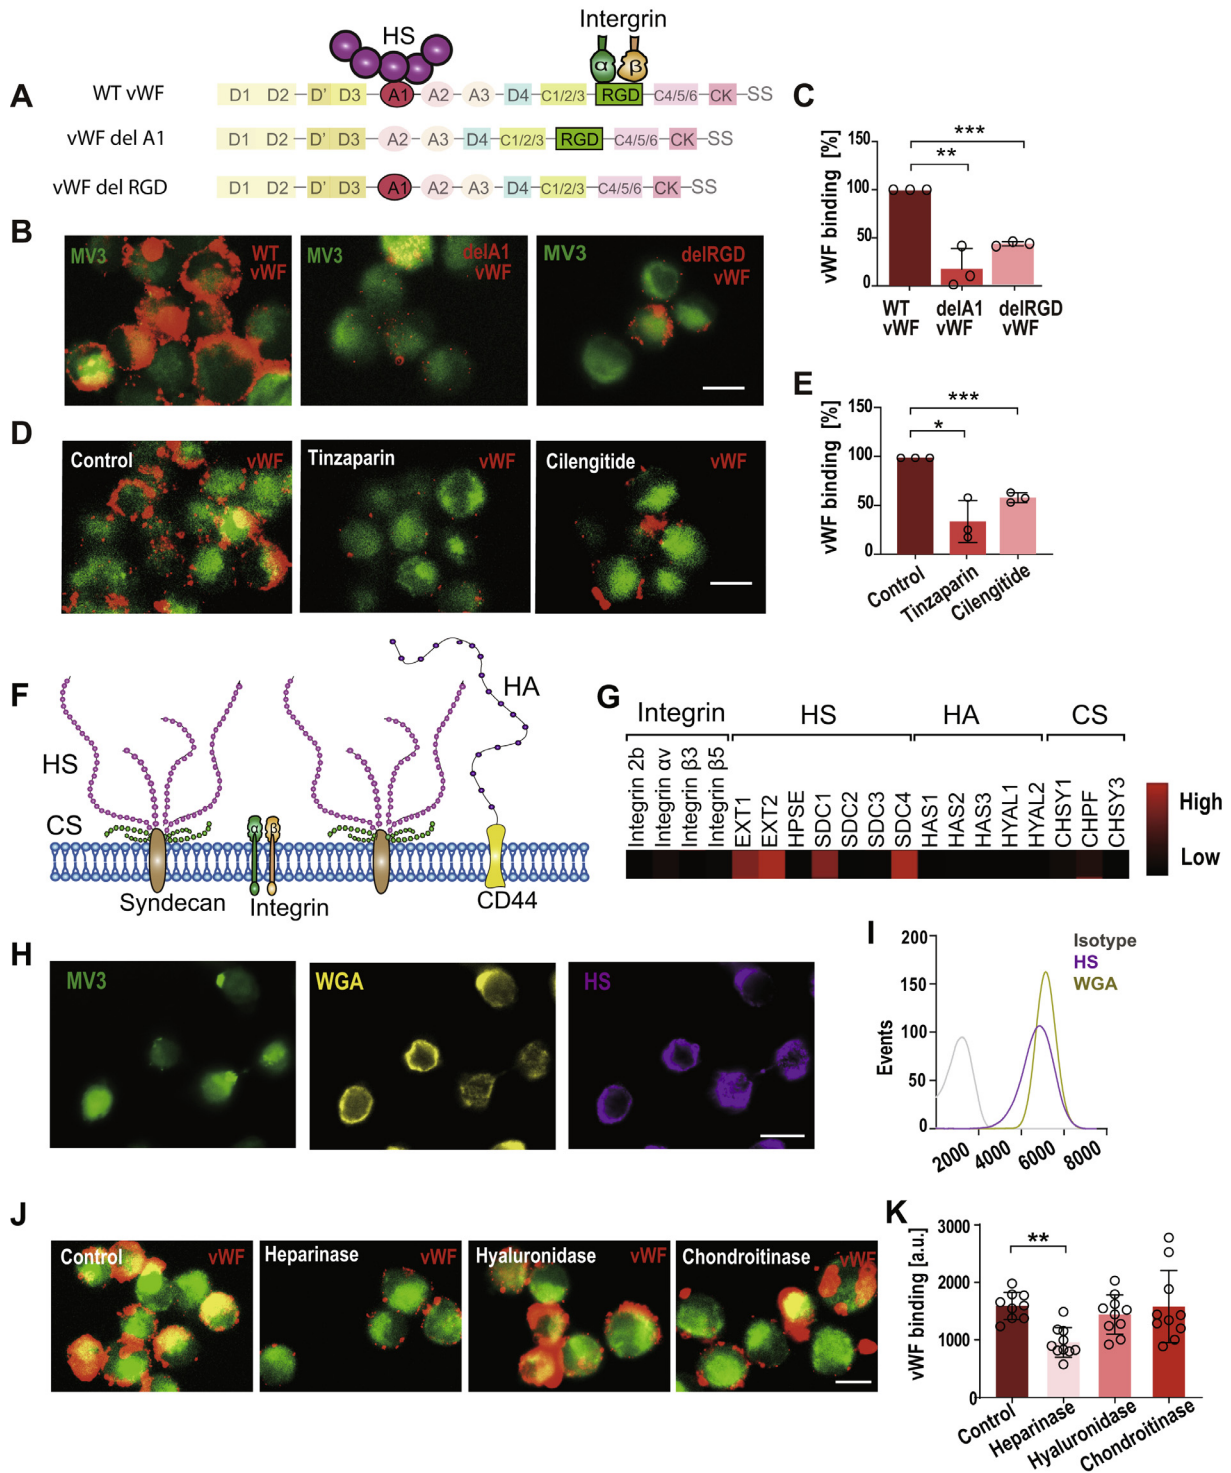 HS
Intergrin
α β
A
WT vWF
D1 D2 D' D3 A1 A2 A3 D4 C1/2/3 RGD C4/5/6 CK SS
vWF del A1
D1 D2 D' D3 A2 A3 D4 C1/2/3 RGD C4/5/6 CK SS
vWF del RGD
D1 D2 D' D3 A1 A2 A3 D4 C1/2/3 C4/5/6 CK SS
B
MV3
WT
vWF
MV3
delA1
vWF
MV3
delRGD
vWF
C
vWF binding [%]
150
100
50
0
***
**
WT
vWF
delA1
vWF
delRGD
vWF
D
Control
vWF
Tinzaparin
vWF
Cilengitide
vWF
E
vWF binding [%]
150
100
50
0
***
*
Control
Tinzaparin
Cilengitide
F
HA
HS
CS
α β
Syndecan
Integrin
CD44
G
Integrin
HS
HA
CS
Integrin 2b
Integrin αv
Integrin β3
Integrin β5
EXT1
EXT2
HPSE
SDC1
SDC2
SDC3
SDC4
HAS1
HAS2
HAS3
HYAL1
HYAL2
CHSY1
CHPF
CHSY3
High
Low
H
MV3
WGA
HS
I
Events
200
150
100
50
0
2000
4000
6000
8000
Isotype
HS
WGA
J
Control
vWF
Heparinase
vWF
Hyaluronidase
vWF
Chondroitinase
vWF
K
vWF binding [a.u.]
3000
2000
1000
0
**
Control
Heparinase
Hyaluronidase
Chondroitinase